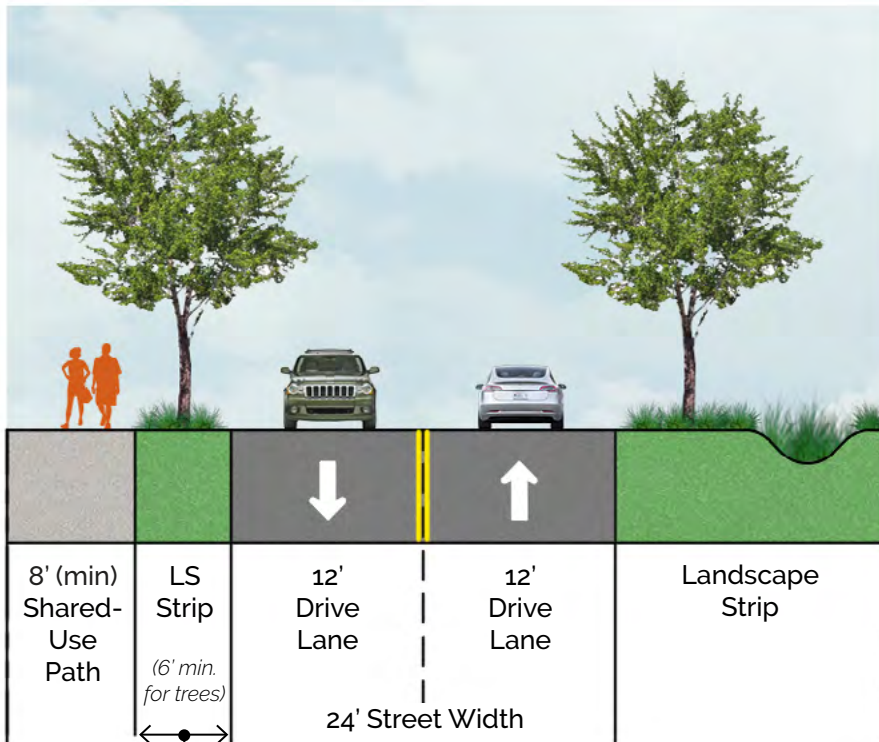 8’ (min)
Shared-
Use
Path
LS
Strip
(6’ min.
for trees)
12’
Drive
Lane
12’
Drive
Lane
24’ Street Width
Landscape
Strip